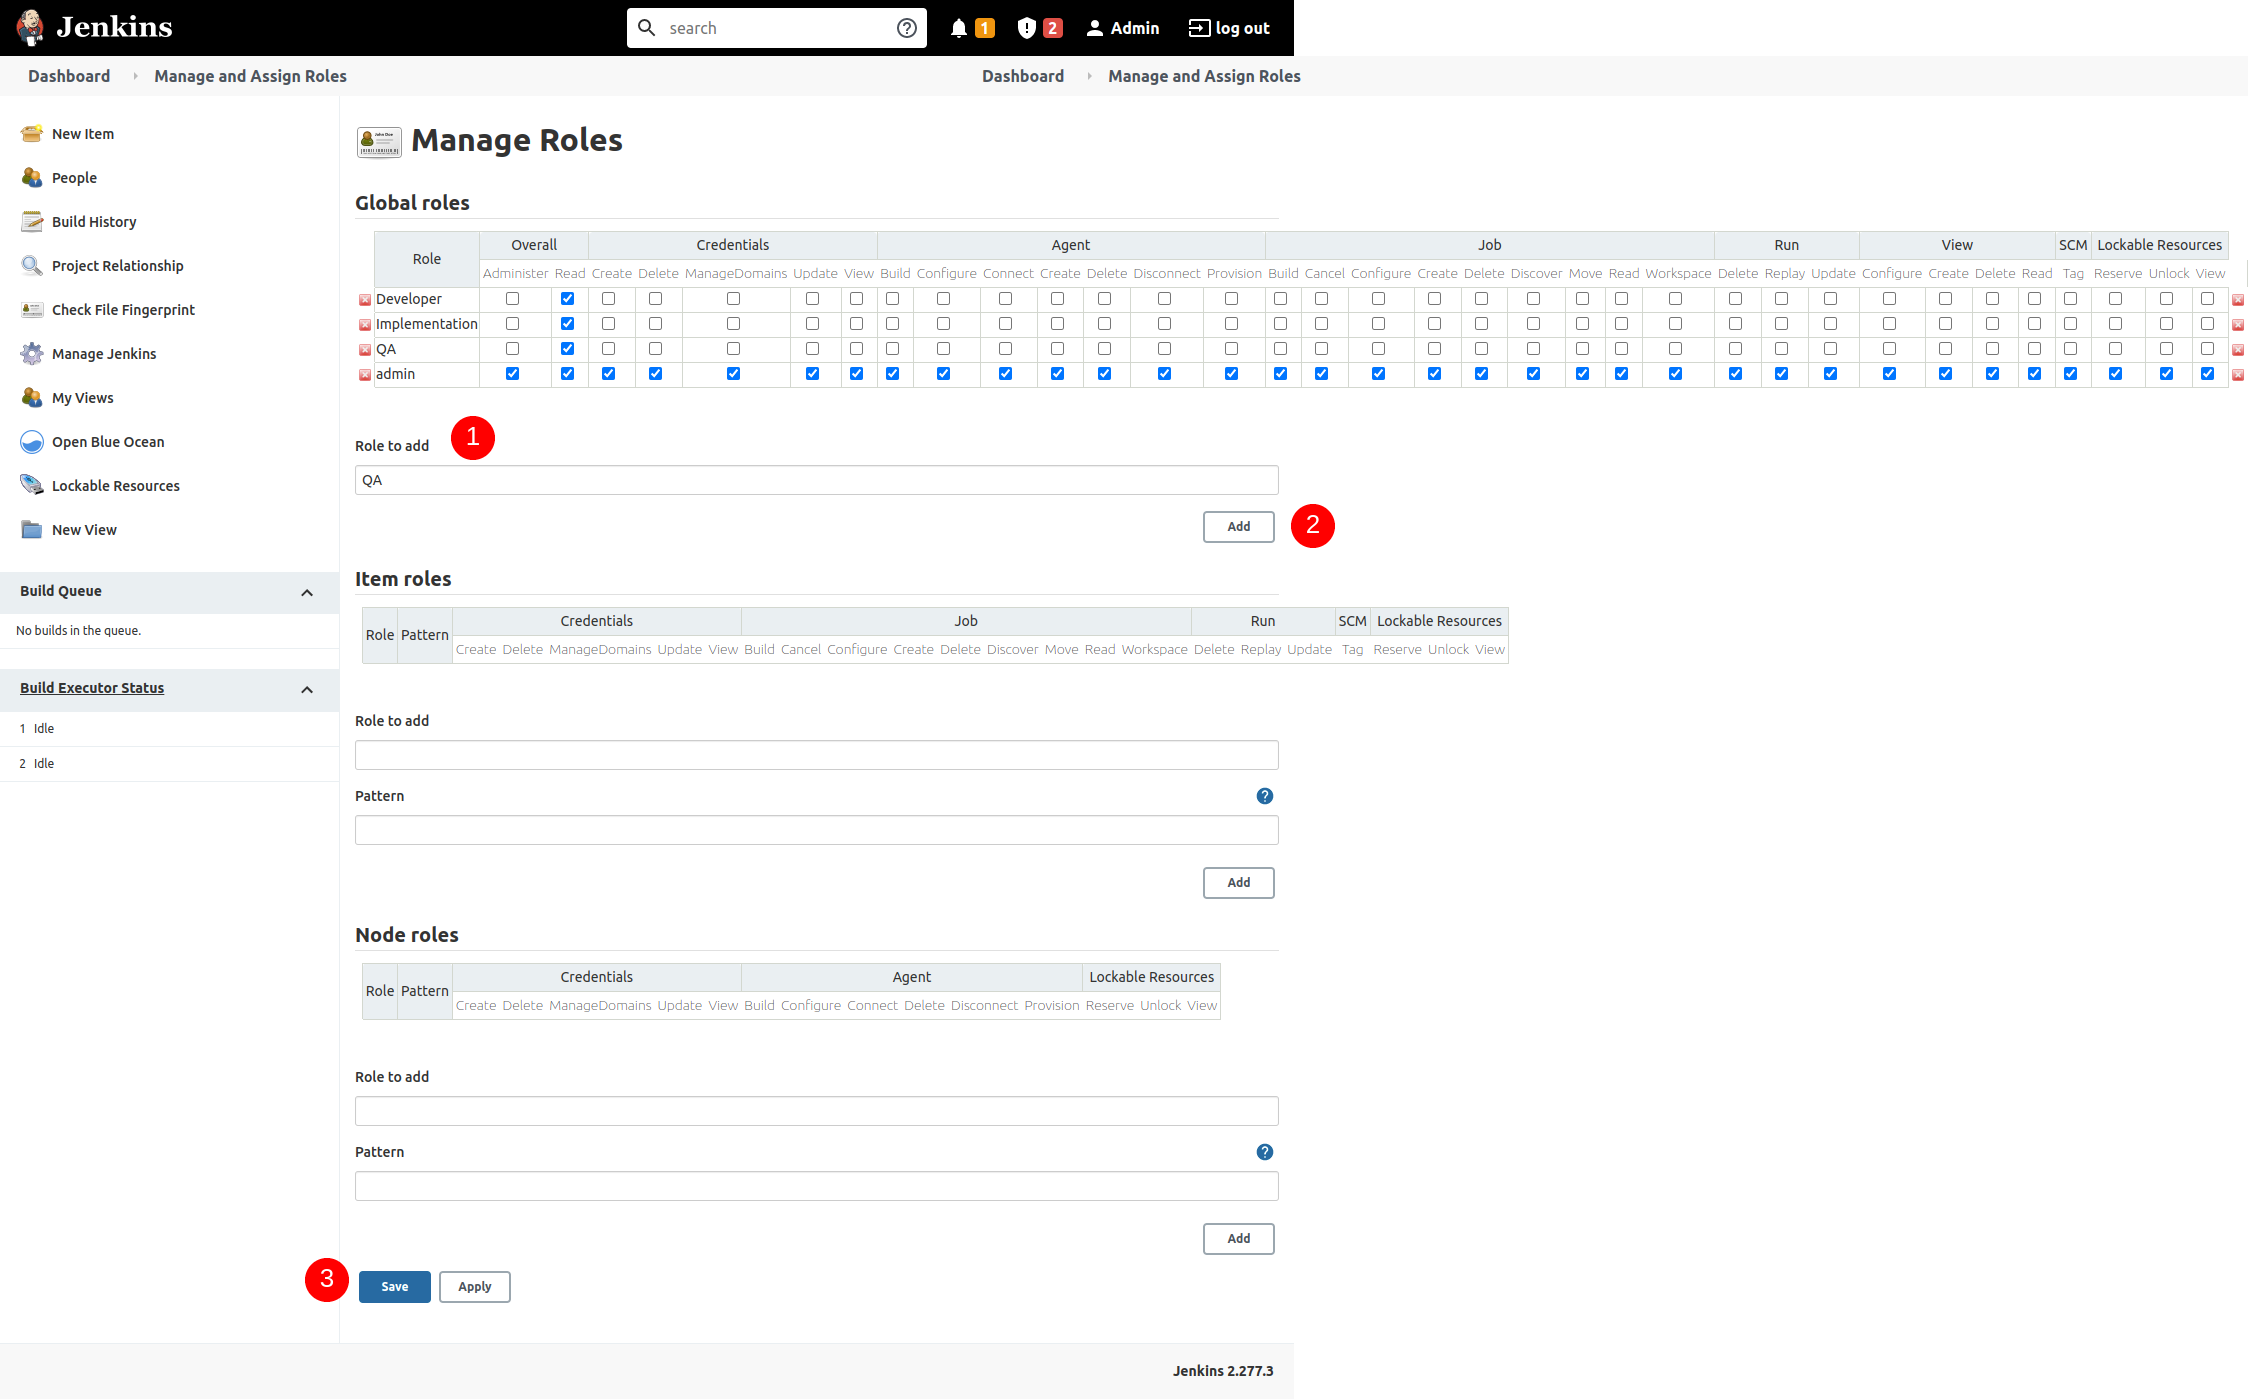 Jenkins
search
1
2
Admin
log out
Dashboard
Manage and Assign Roles
Dashboard
Manage and Assign Roles
New Item
People
Build History
Project Relationship
Check File Fingerprint
Manage Jenkins
My Views
Open Blue Ocean
Lockable Resources
New View
Build Queue
No builds in the queue.
Build Executor Status
1 Idle
2 Idle
Manage Roles
Global roles
Role Overall Credentials Agent Job Run View SCM Lockable Resources
Administer Read Create Delete ManageDomains Update View Build Configure Connect Create Delete Disconnect Provision Build Cancel Configure Create Delete Discover Move Read Workspace Delete Replay Update Configure Create Delete Read Tag Reserve Unlock View
Developer
Implementation
QA
admin
Role to add
1
QA
Add
2
Item roles
Role Pattern Credentials Job Run SCM Lockable Resources
Create Delete ManageDomains Update View Build Cancel Configure Create Delete Discover Move Read Workspace Delete Replay Update Tag Reserve Unlock View
Role to add
Pattern
?
Add
Node roles
Role Pattern Credentials Agent Lockable Resources
Create Delete ManageDomains Update View Build Configure Connect Delete Disconnect Provision Reserve Unlock View
Role to add
Pattern
?
Add
3
Save
Apply
Jenkins 2.277.3